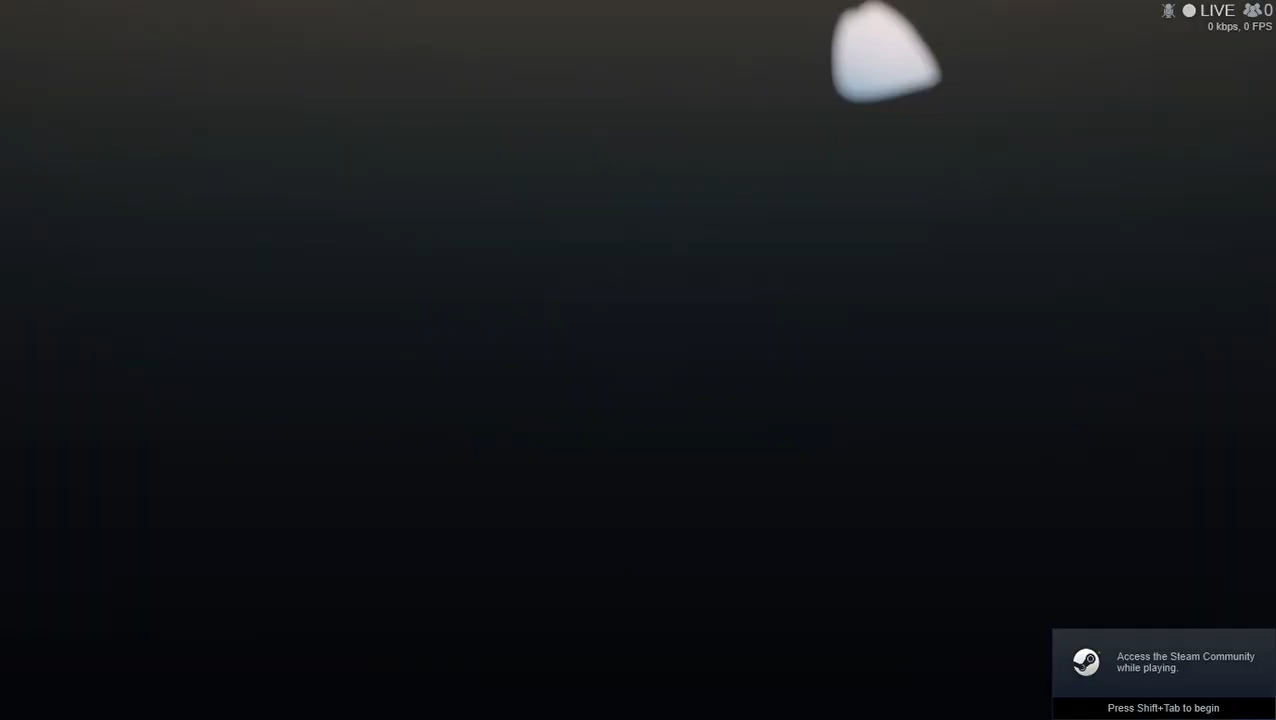 LIVE 0
0 kbps, 0 FPS
Access the Steam Community
while playing.
Press Shift+Tab to begin